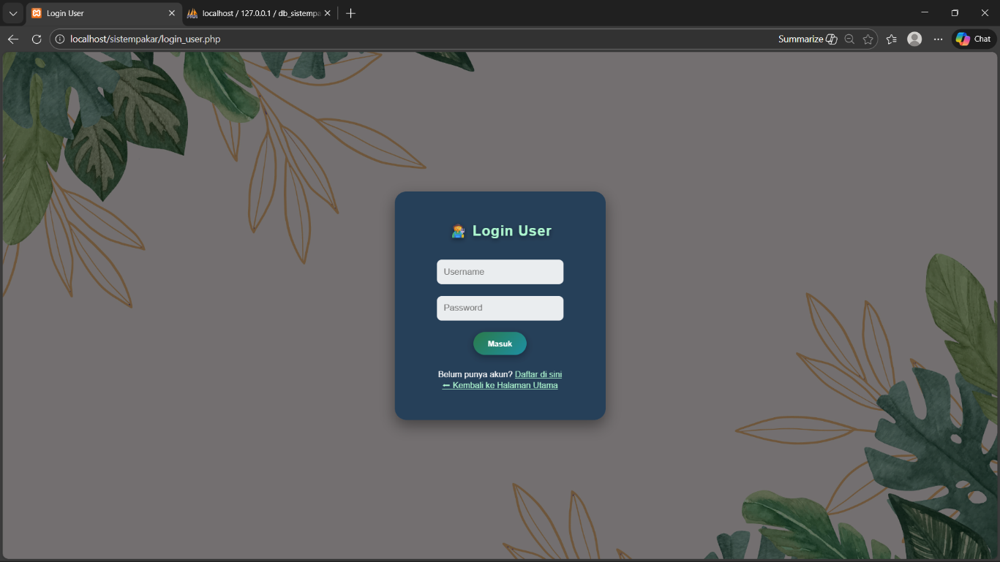 Login User
localhost / 127.0.0.1 / db_sistempa
localhost/sistempakar/login_user.php
Summarize
Chat
Login User
Username
Password
Masuk
Belum punya akun? Daftar di sini
← Kembali ke Halaman Utama